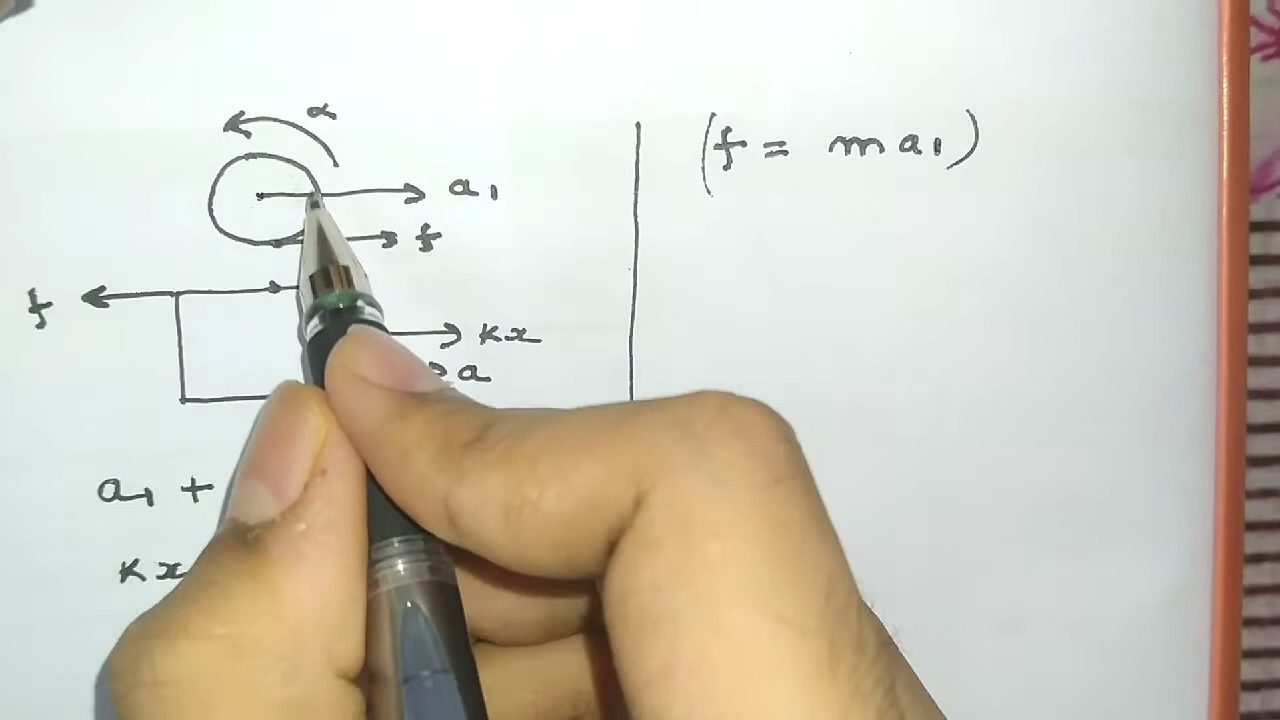 α
a₁
f
f
kx
a
a₁ +
kx
(f = ma₁)